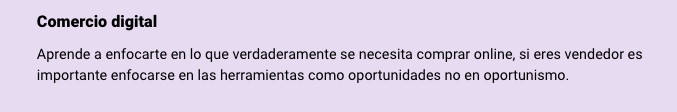 Comercio digital
Aprende a enfocarte en lo que verdaderamente se necesita comprar online, si eres vendedor es
importante enfocarse en las herramientas como oportunidades no en oportunismo.